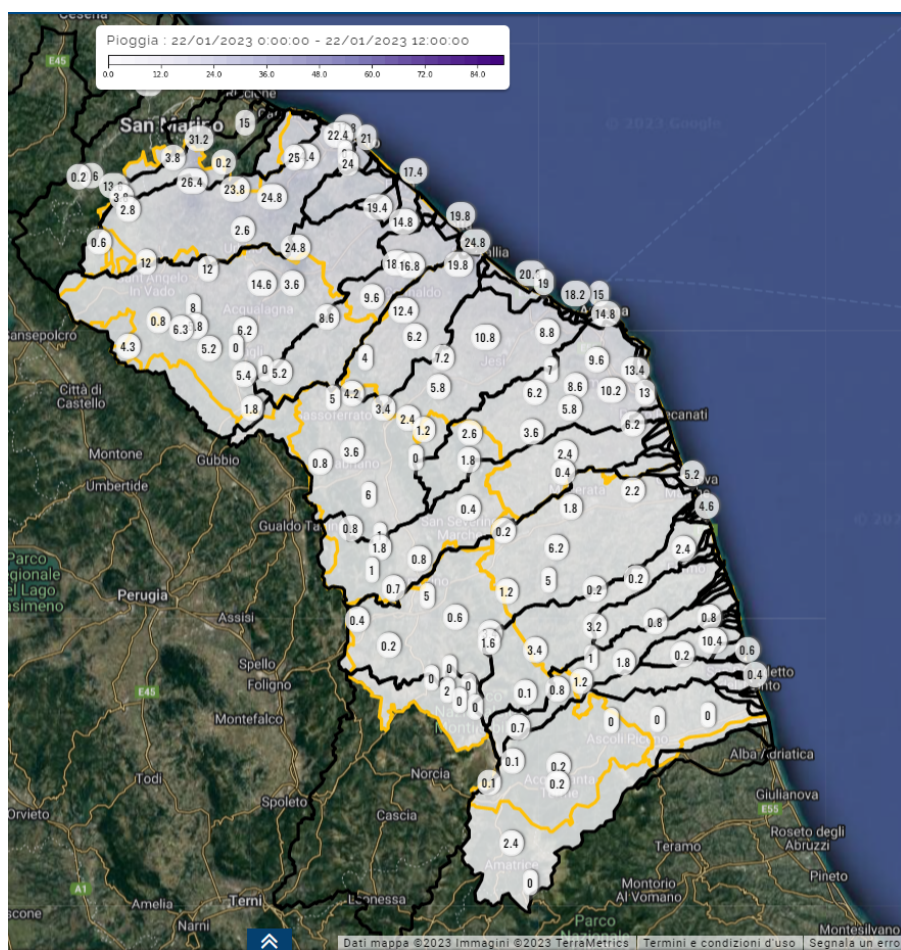 Cesena
Pioggia : 22/01/2023 0:00:00 - 22/01/2023 12:00:00
0.0 12.0 24.0 36.0 48.0 60.0 72.0 84.0
E45
Riccione
San Marino
15
31.2
22.4
21
© 2023 Google
3.8
0.2
25
24
17.4
0.2
26.4
23.8
24.8
3.8
2.8
19.4
14.8
19.8
2.6
0.6
24.8
24.8
12
12
18
16.8
19.8
Sant'Angelo
In Vado
14.6
3.6
19
9.6
18.2
15
Acqualagna
8
8.6
12.4
14.8
0.8
6.3
6.2
6.2
10.8
8.8
Jesi
Sansepolcro
4.3
5.2
0
4
7.2
9.6
5.4
0
5.2
7
13.4
Città di
Castello
5.8
6.2
8.6
10.2
13
4.2
5
1.8
3.4
5.8
Sassoferrato
2.4
1.2
2.6
3.6
6.2
Montone
Gubbio
0.8
3.6
0
1.8
2.4
0.4
5.2
Umbertide
6
2.2
4.6
0.4
1.8
Gualdo
0.8
San Severino
Marche
0.2
1.8
0.8
6.2
2.4
Parco
Perugia
1
0.7
5
1.2
5
0.2
0.2
Assisi
0.4
0.6
3.2
0.8
0.8
0.2
1.6
3.4
10.4
0.6
Spello
1
1.8
0.2
Foligno
0
0
0
2
0
0
0.1
0.8
1.2
0.4
E45
Montefalco
0.7
0
0
0
Ascoli Piceno
Alba Adriatica
Norcia
0.1
0.2
Todi
0.1
0.2
Acquasanta
Terme
Giulianova
Spoleto
Orvieto
Cascia
E55
Roseto degli
Abruzzi
2.4
Teramo
Amatrice
Pineto
A1
0
Montorio
Al Vomano
Amelia
Terni
Narni
Parco
Montesilvano
Dati mappa ©2023 Immagini ©2023 TerraMetrics
Termini e condizioni d'uso
Segnala un erro